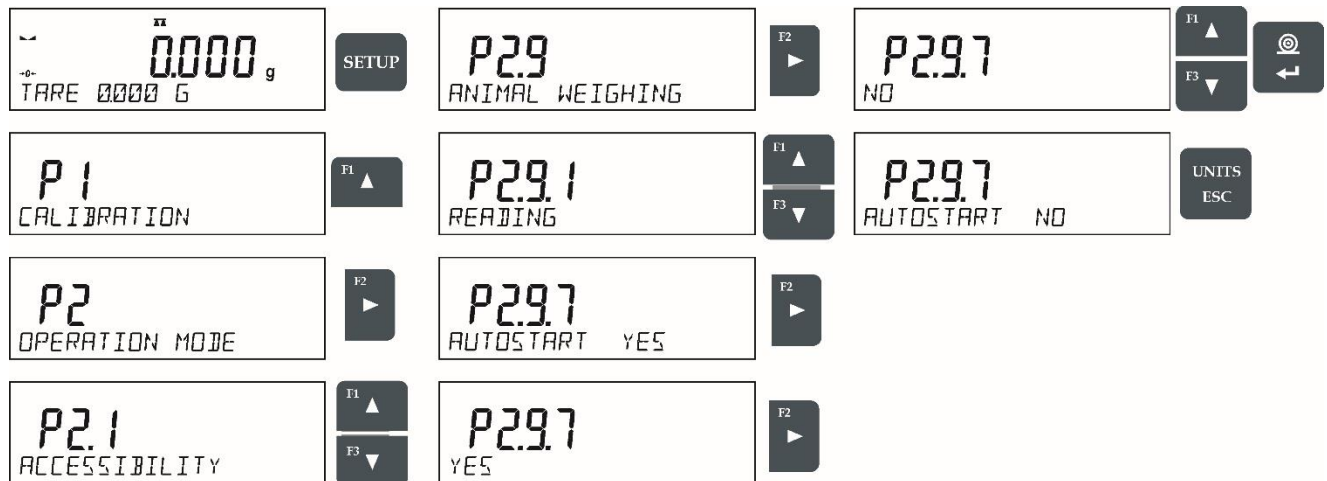 0.000 g
TARE 0.000 G
SETUP
P1
CALIBRATION
F1
P2
OPERATION MODE
F2
P2.1
ACCESSIBILITY
F1
F3
P2.9
ANIMAL WEIGHING
F2
P2.9.1
READING
F1
F3
P2.9.7
AUTOSTART YES
F2
P2.9.7
YES
F2
P2.9.7
NO
F1
F3
P2.9.7
AUTOSTART NO
UNITS
ESC